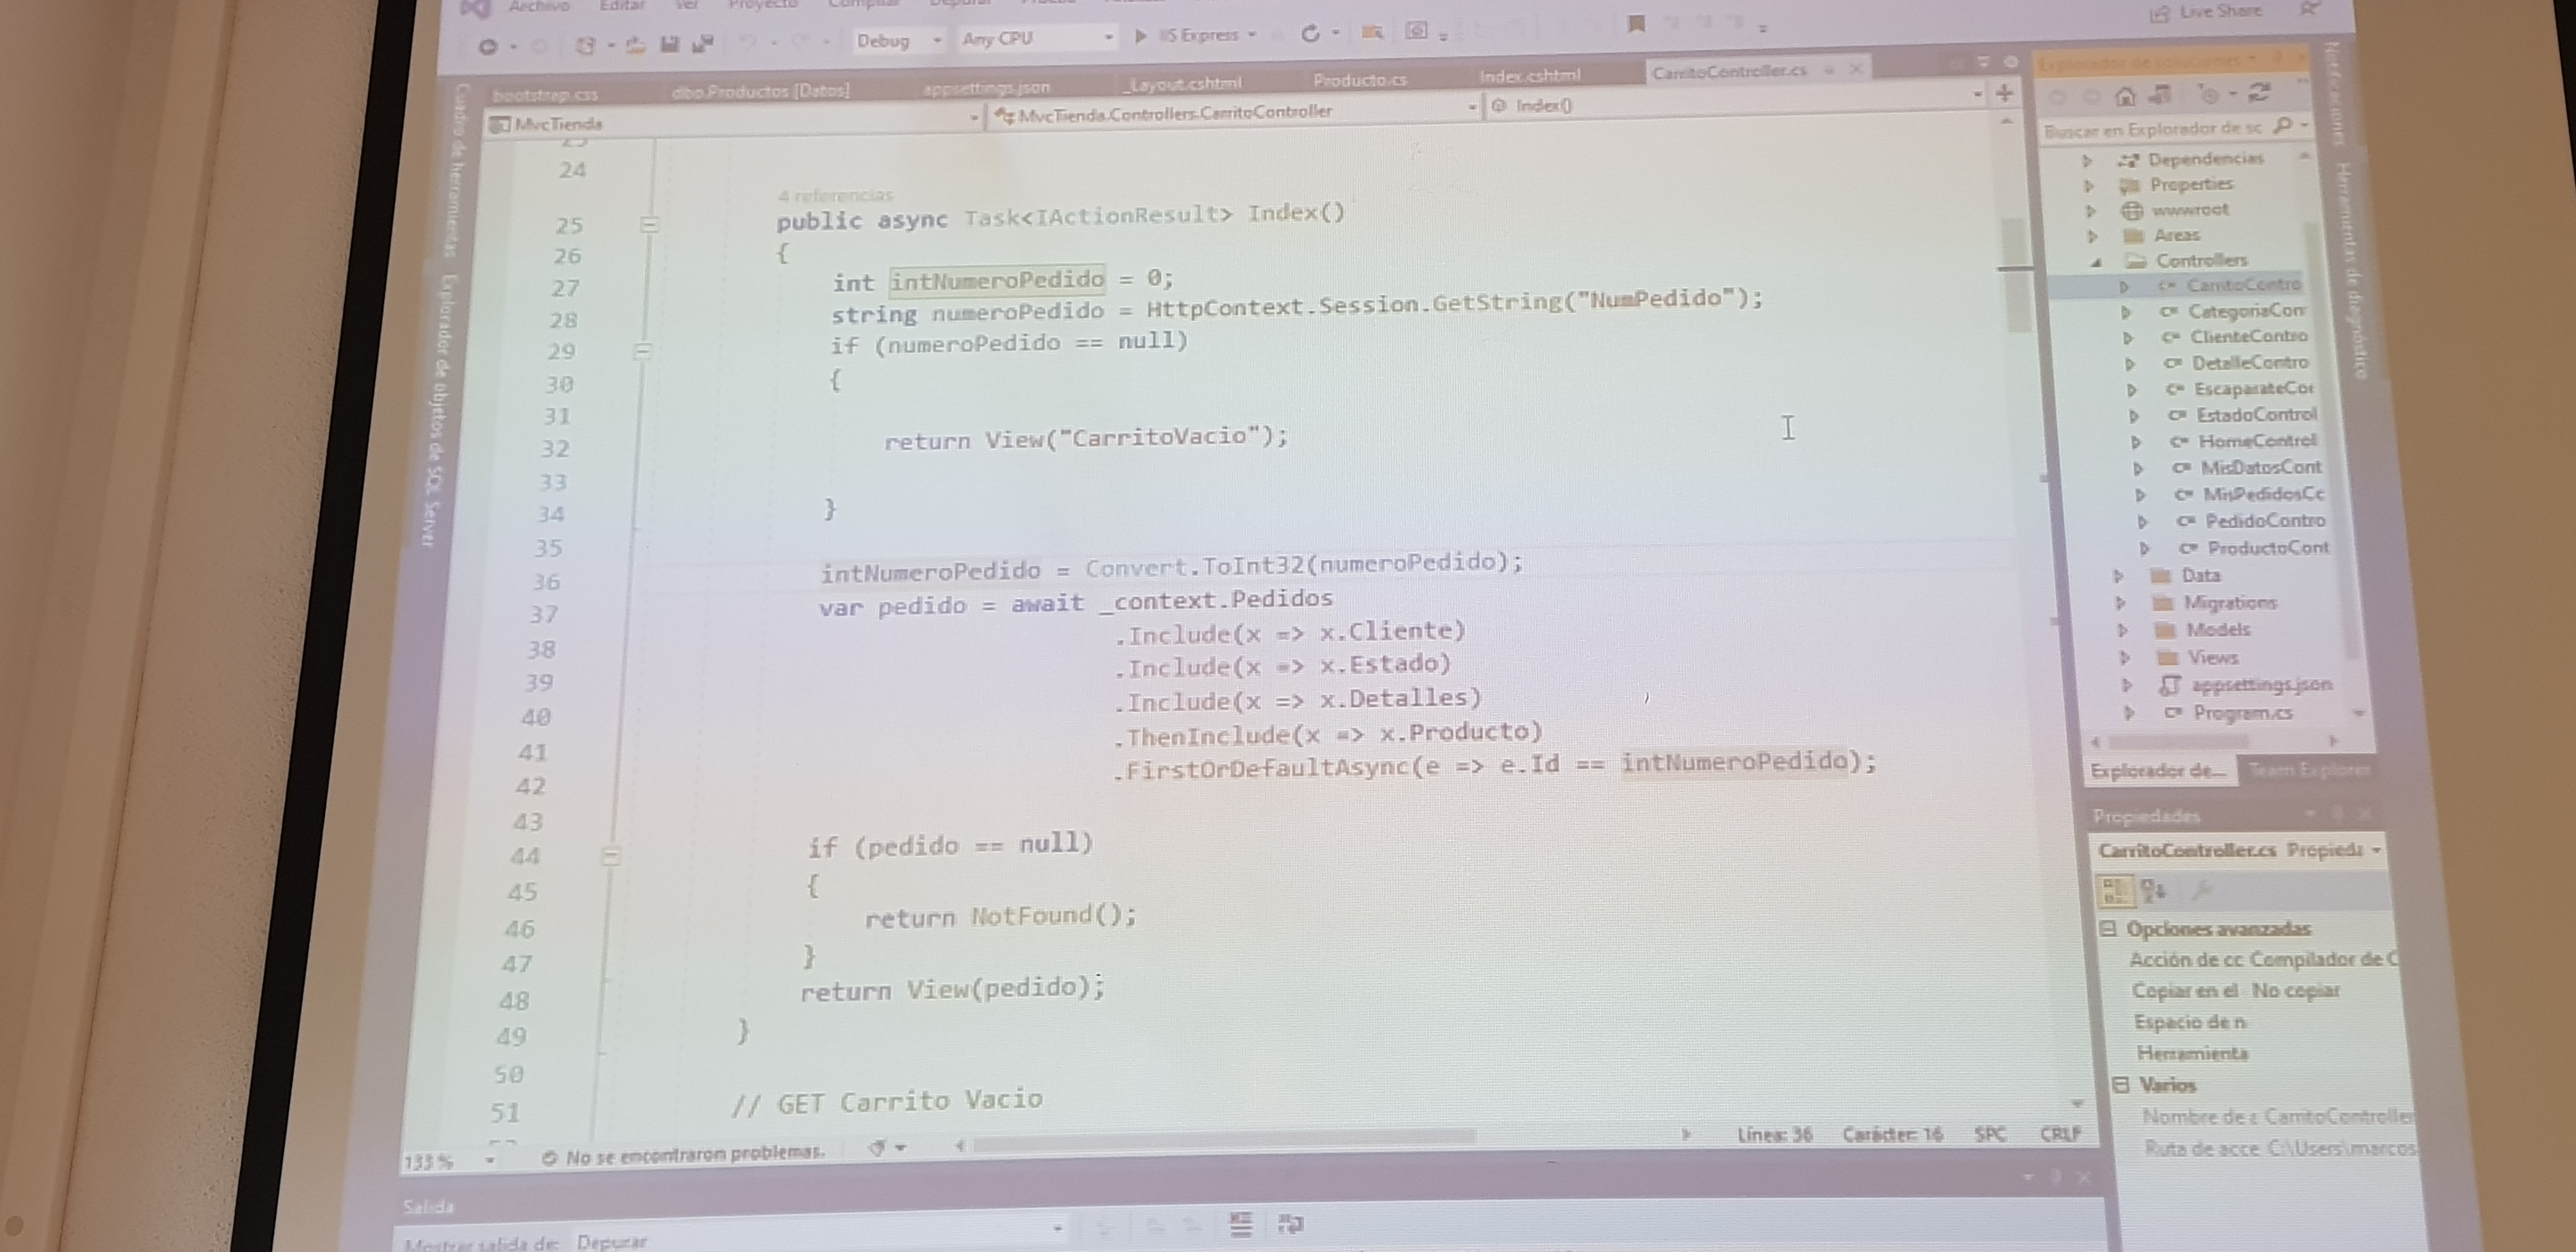 Archivo Editar Ver Proyecto Compilar Depurar
Live Share
Debug Any CPU IIS Express
bootstrap.css dbo.Productos [Datos] appsettings.json _Layout.cshtml Producto.cs Index.cshtml CarritoController.cs
MvcTienda MvcTienda.Controllers.CarritoController Index()
24
4 referencias
25 public async Task<IActionResult> Index()
26 {
27 int intNumeroPedido = 0;
28 string numeroPedido = HttpContext.Session.GetString("NumPedido");
29 if (numeroPedido == null)
30 {
31
32 return View("CarritoVacio");
33
34 }
35
36 intNumeroPedido = Convert.ToInt32(numeroPedido);
37 var pedido = await _context.Pedidos
38 .Include(x => x.Cliente)
39 .Include(x => x.Estado)
40 .Include(x => x.Detalles)
41 .ThenInclude(x => x.Producto)
42 .FirstOrDefaultAsync(e => e.Id == intNumeroPedido);
43
44 if (pedido == null)
45 {
46 return NotFound();
47 }
48 return View(pedido);
49 }
50
51 // GET Carrito Vacio
133 % No se encontraron problemas. Línea: 36 Carácter: 16 SPC CRLF
Salida
Mostrar salida de: Depurar
Cuadro de herramientas
Explorador de objetos de SQL Server
Explorador de soluciones
Buscar en Explorador de sc
Dependencias
Properties
wwwroot
Areas
Controllers
C# CarritoContro
C# CategoriaCon
C# ClienteContro
C# DetalleContro
C# EscaparateCor
C# EstadoControl
C# HomeControl
C# MisDatosCont
C# MisPedidosCc
C# PedidoContro
C# ProductoCont
Data
Migrations
Models
Views
appsettings.json
C# Program.cs
Explorador de... Team Explorer
Propiedades
CarritoController.cs Propieda
Opciones avanzadas
Acción de cc Compilador de C
Copiar en el No copiar
Espacio de n
Herramienta
Varios
Nombre de a CarritoController
Ruta de acce C:\Users\marcos
Notificaciones
Herramientas de diagnóstico